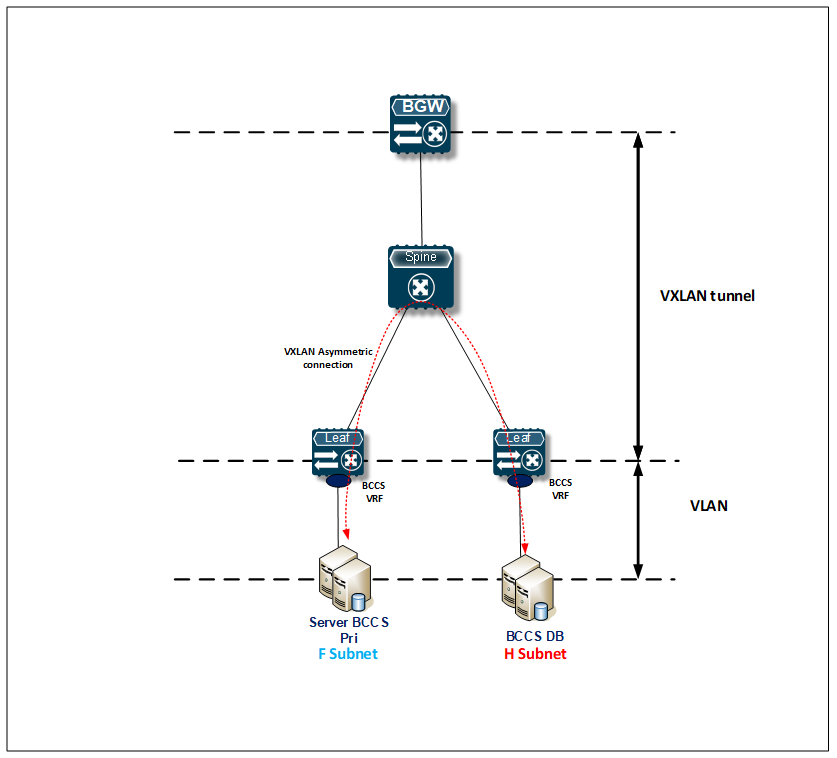 BGW
Spine
VXLAN tunnel
VXLAN Asymmetric
connection
Leaf
Leaf
BCCS
VRF
BCCS
VRF
VLAN
Server BCCS
Pri
F Subnet
BCCS DB
H Subnet